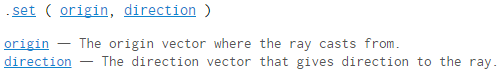 .set ( origin, direction )
origin — The origin vector where the ray casts from.
direction — The direction vector that gives direction to the ray.